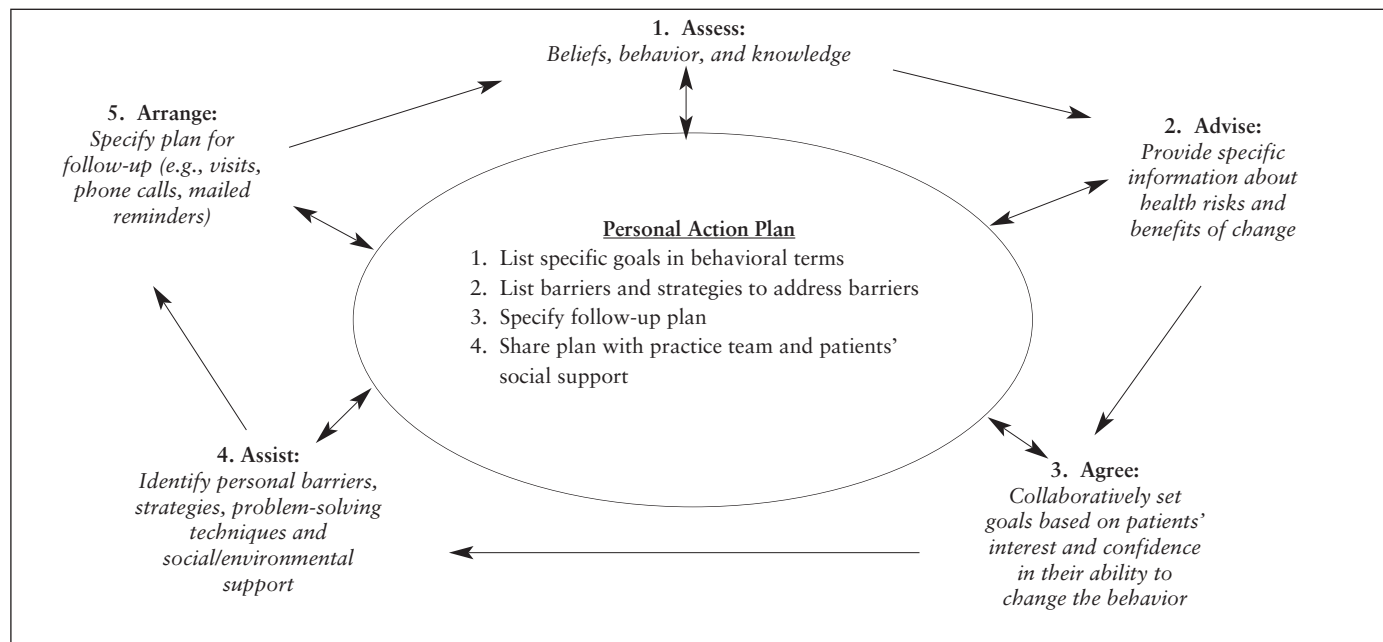 1. Assess:
Beliefs, behavior, and knowledge
2. Advise:
Provide specific
information about
health risks and
benefits of change
3. Agree:
Collaboratively set
goals based on patients’
interest and confidence
in their ability to
change the behavior
4. Assist:
Identify personal barriers,
strategies, problem-solving
techniques and
social/environmental
support
5. Arrange:
Specify plan for
follow-up (e.g., visits,
phone calls, mailed
reminders)
Personal Action Plan
1. List specific goals in behavioral terms
2. List barriers and strategies to address barriers
3. Specify follow-up plan
4. Share plan with practice team and patients’
social support